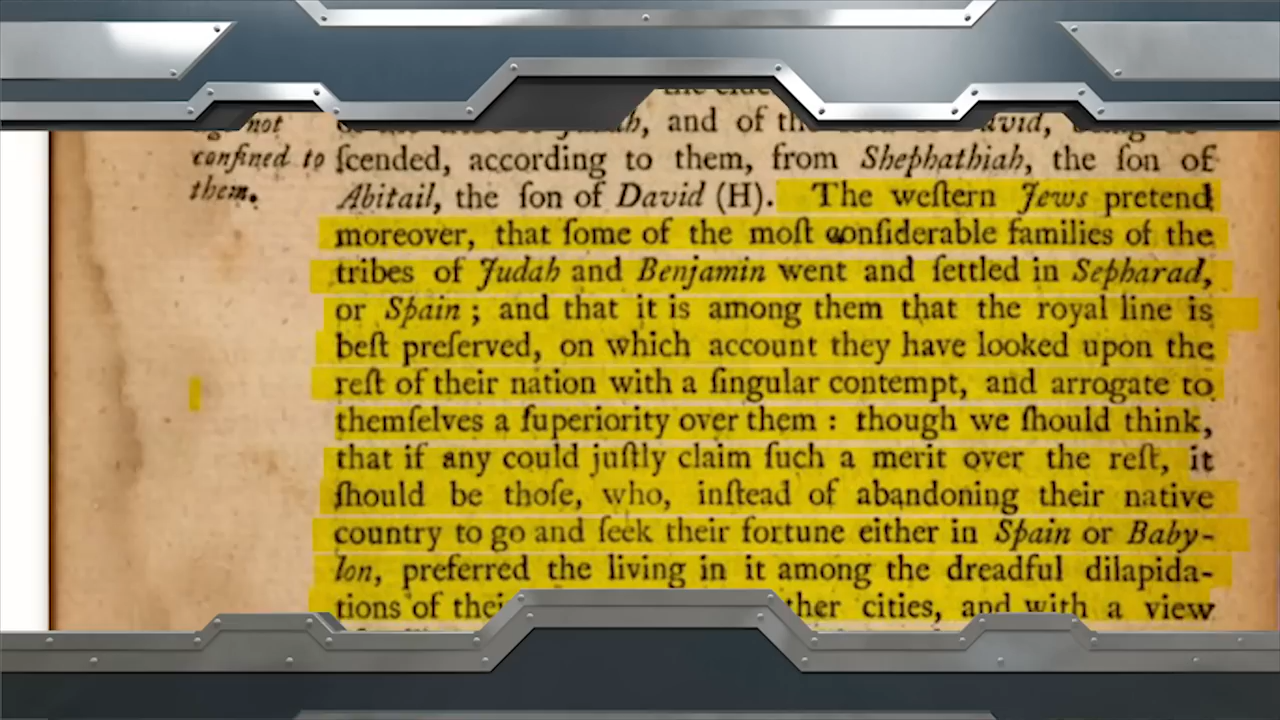 not
confined to
them.
and of
ſcended, according to them, from Shephathiah, the ſon of
Abitail, the ſon of David (H). The weſtern Jews pretend
moreover, that ſome of the moſt conſiderable families of the
tribes of Judah and Benjamin went and ſettled in Sepharad,
or Spain ; and that it is among them that the royal line is
beſt preſerved, on which account they have looked upon the
reſt of their nation with a ſingular contempt, and arrogate to
themſelves a ſuperiority over them : though we ſhould think,
that if any could juſtly claim ſuch a merit over the reſt, it
ſhould be thoſe, who, inſtead of abandoning their native
country to go and ſeek their fortune either in Spain or Baby-
lon, preferred the living in it among the dreadful dilapida-
tions of cities, and with a view